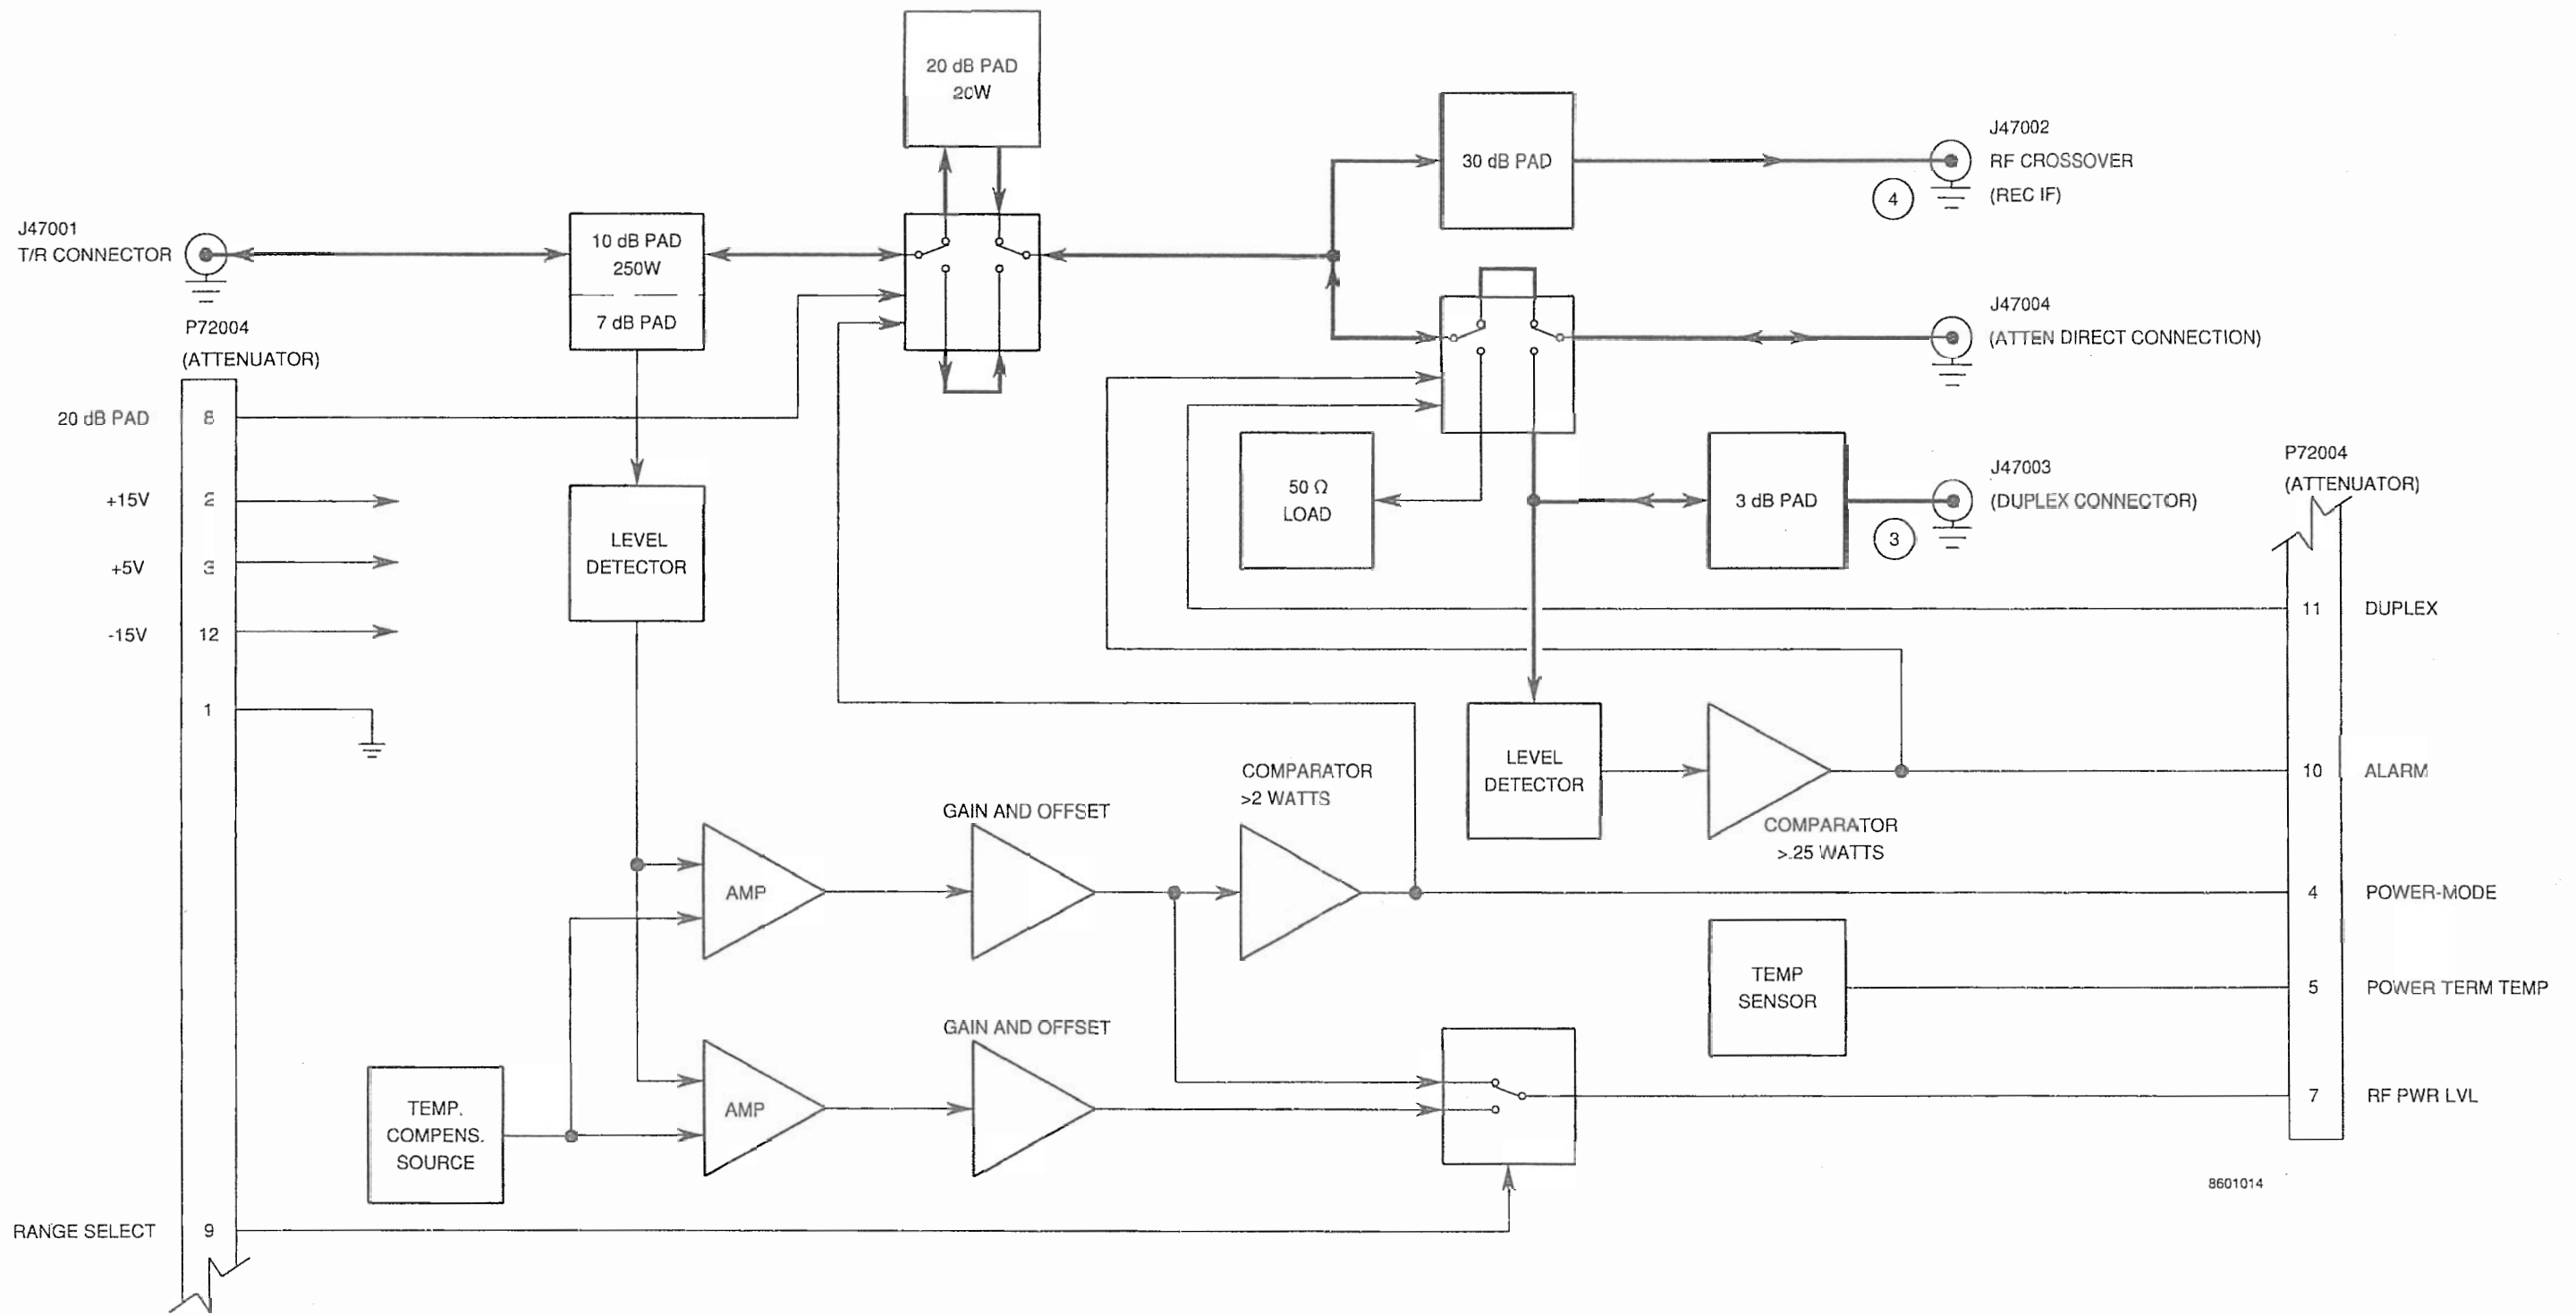 20 dB PAD
20W
J47002
RF CROSSOVER
(REC IF)
30 dB PAD
4
J47001
T/R CONNECTOR
10 dB PAD
250W
7 dB PAD
J47004
(ATTEN DIRECT CONNECTION)
P72004
(ATTENUATOR)
20 dB PAD
8
+15V
2
+5V
3
-15V
12
1
LEVEL
DETECTOR
50 Ω
LOAD
3 dB PAD
J47003
(DUPLEX CONNECTOR)
3
P72004
(ATTENUATOR)
11
DUPLEX
LEVEL
DETECTOR
10
ALARM
COMPARATOR
>.25 WATTS
COMPARATOR
>2 WATTS
GAIN AND OFFSET
AMP
4
POWER-MODE
TEMP
SENSOR
5
POWER TERM TEMP
GAIN AND OFFSET
AMP
7
RF PWR LVL
TEMP.
COMPENS.
SOURCE
8601014
RANGE SELECT
9